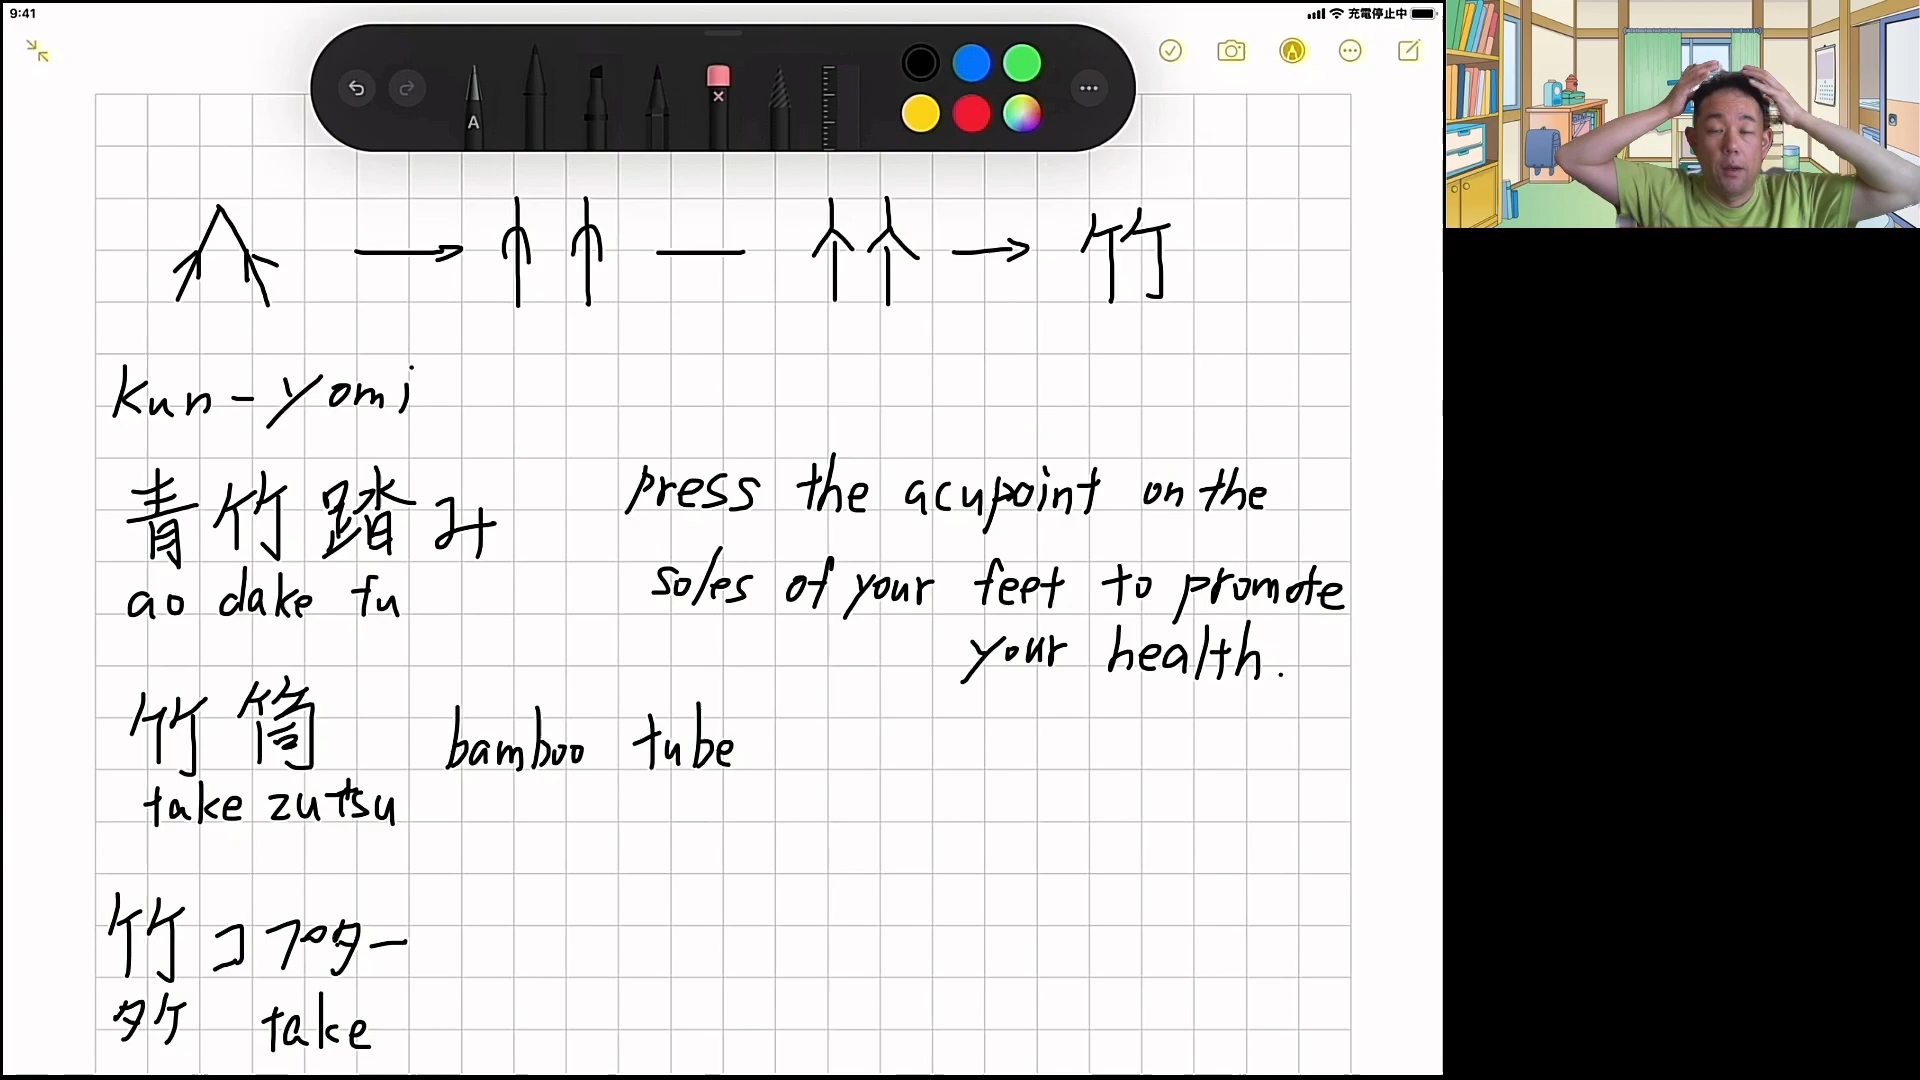 9:41
充電停止中
A
竹
kun-yomi
青竹踏み
ao dake fu
press the acupoint on the
soles of your feet to promote
your health.
竹筒
bamboo tube
take zutsu
竹コプター
タケ take